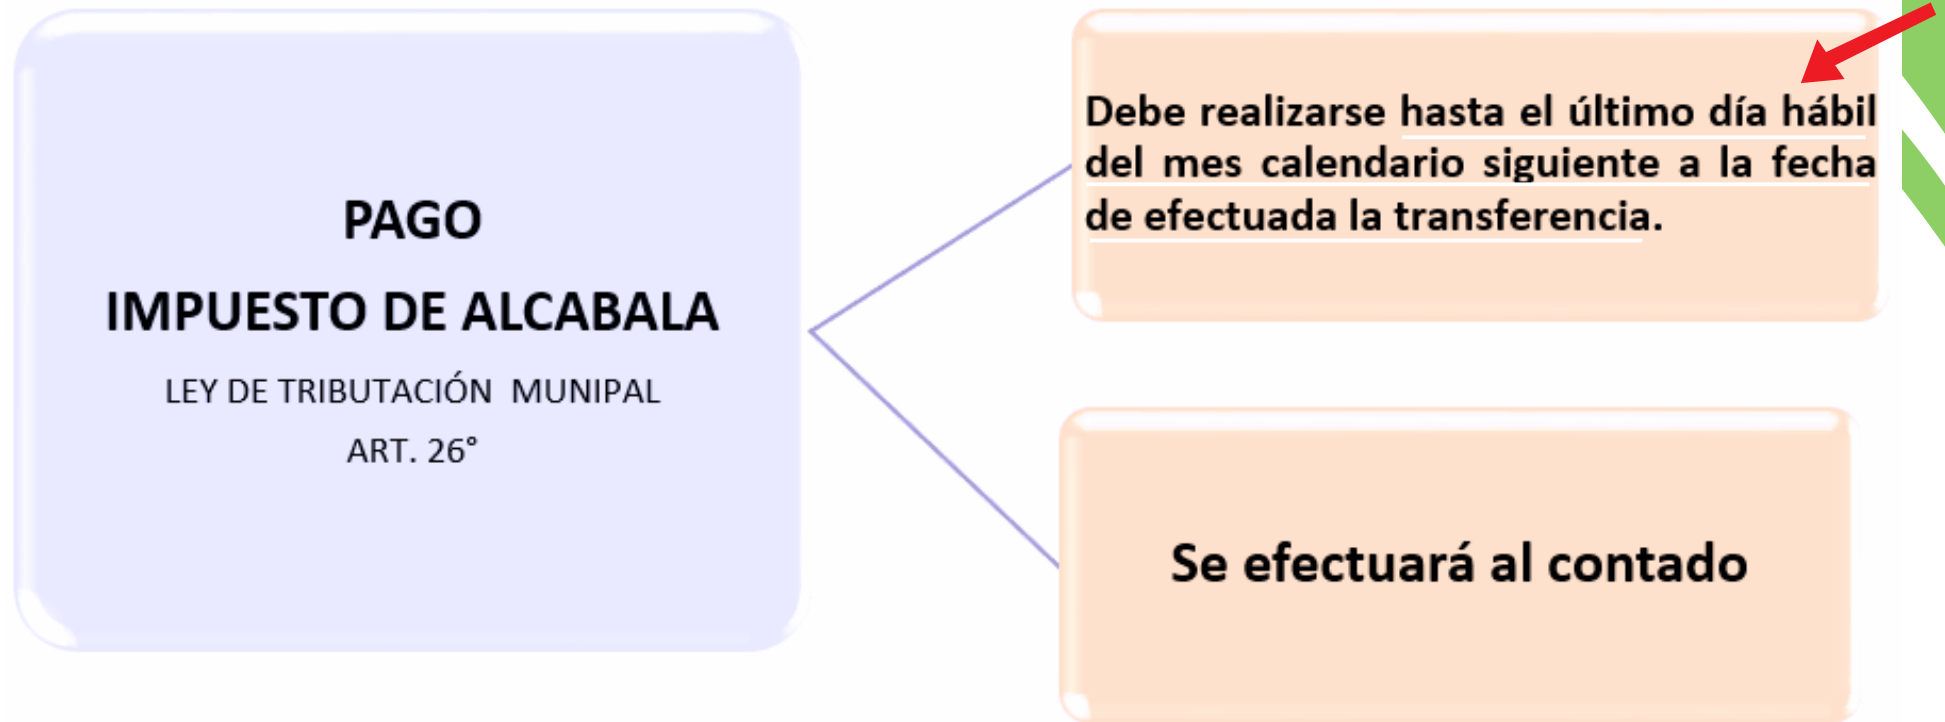 PAGO
IMPUESTO DE ALCABALA
LEY DE TRIBUTACIÓN MUNIPAL
ART. 26°
Debe realizarse hasta el último día hábil
del mes calendario siguiente a la fecha
de efectuada la transferencia.
Se efectuará al contado